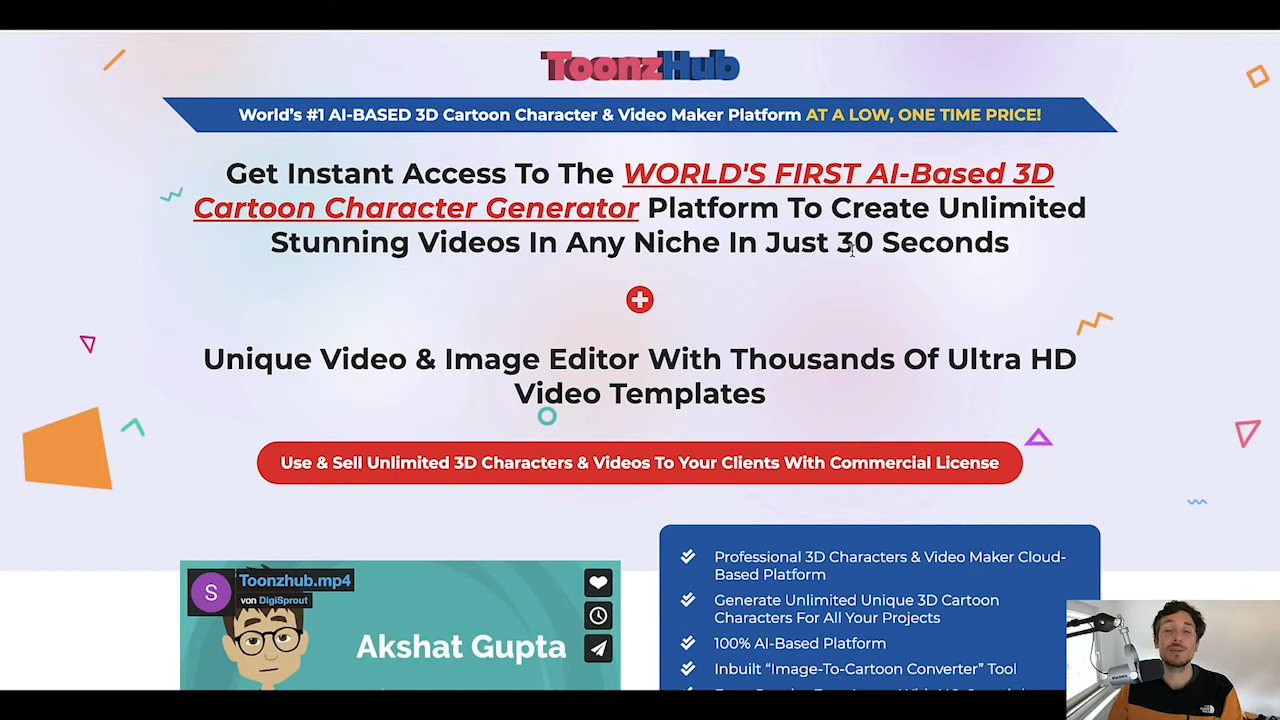 ToonzHub
World's #1 AI-BASED 3D Cartoon Character & Video Maker Platform AT A LOW, ONE TIME PRICE!
Get Instant Access To The WORLD'S FIRST AI-Based 3D
Cartoon Character Generator Platform To Create Unlimited
Stunning Videos In Any Niche In Just 30 Seconds
Unique Video & Image Editor With Thousands Of Ultra HD
Video Templates
Use & Sell Unlimited 3D Characters & Videos To Your Clients With Commercial License
S
Toonzhub.mp4
von DigiSprout
Akshat Gupta
Professional 3D Characters & Video Maker Cloud-
Based Platform
Generate Unlimited Unique 3D Cartoon
Characters For All Your Projects
100% AI-Based Platform
Inbuilt “Image-To-Cartoon Converter” Tool